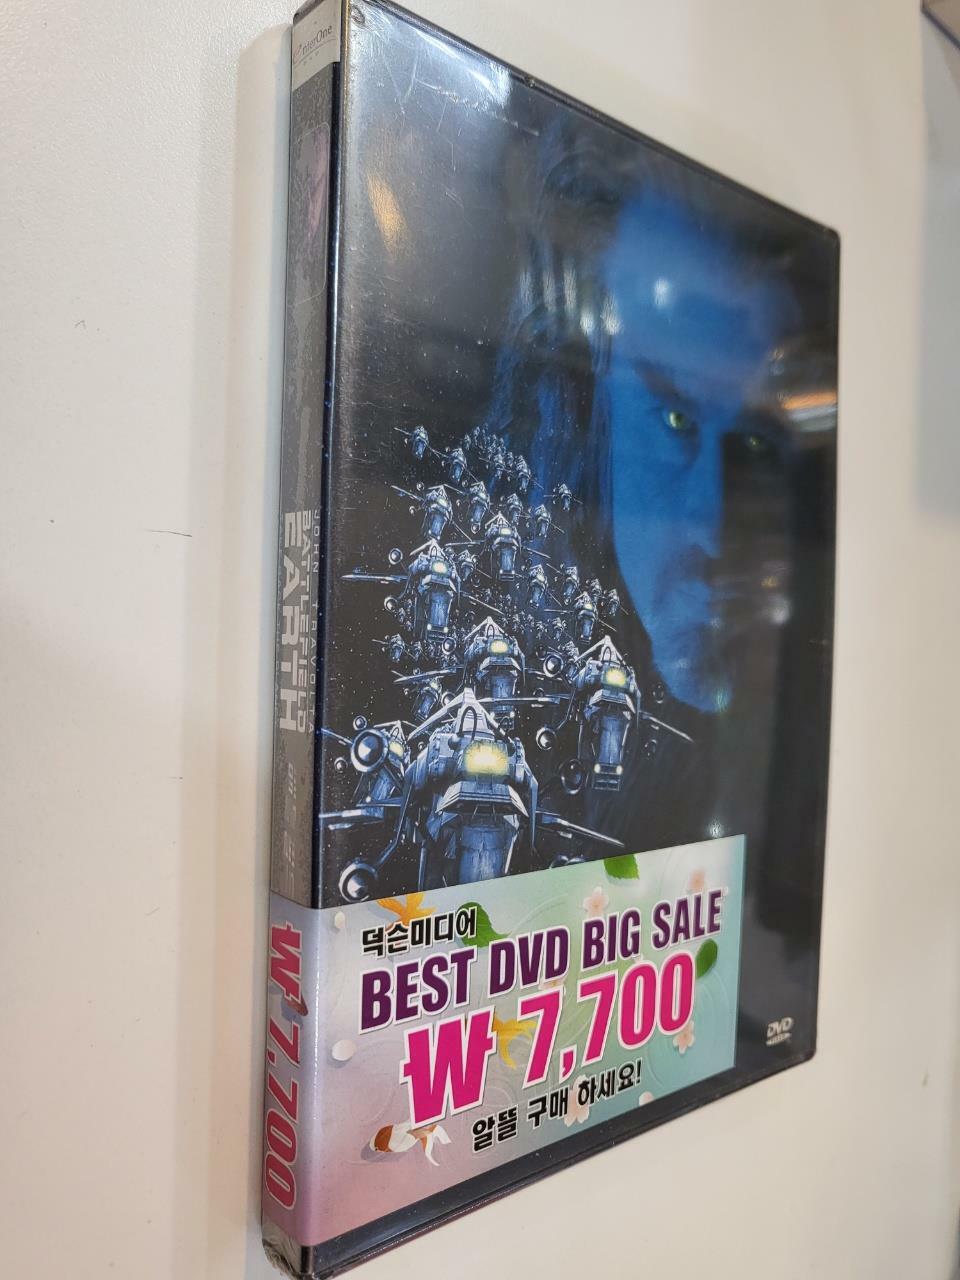 enterOne
JOHN TRAVOLTA
BATTLEFIELD
EARTH
₩ 7,700
덕슨미디어
BEST DVD BIG SALE
₩ 7,700
알뜰 구매 하세요!
DVD